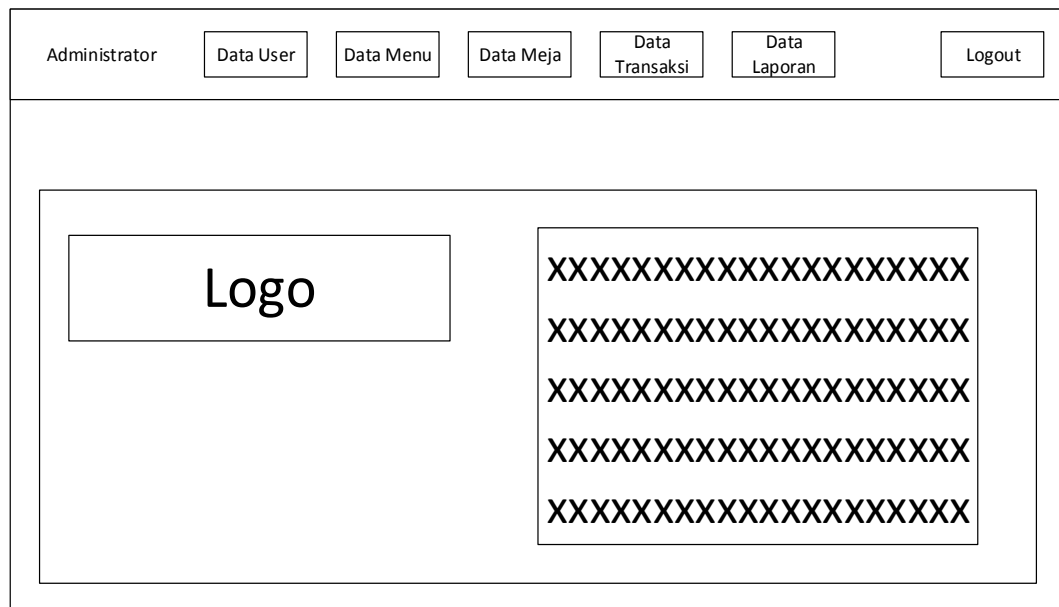 Administrator
Data User
Data Menu
Data Meja
Data
Transaksi
Data
Laporan
Logout
Logo
XXXXXXXXXXXXXXXXXXXX
XXXXXXXXXXXXXXXXXXXX
XXXXXXXXXXXXXXXXXXXX
XXXXXXXXXXXXXXXXXXXX
XXXXXXXXXXXXXXXXXXXX